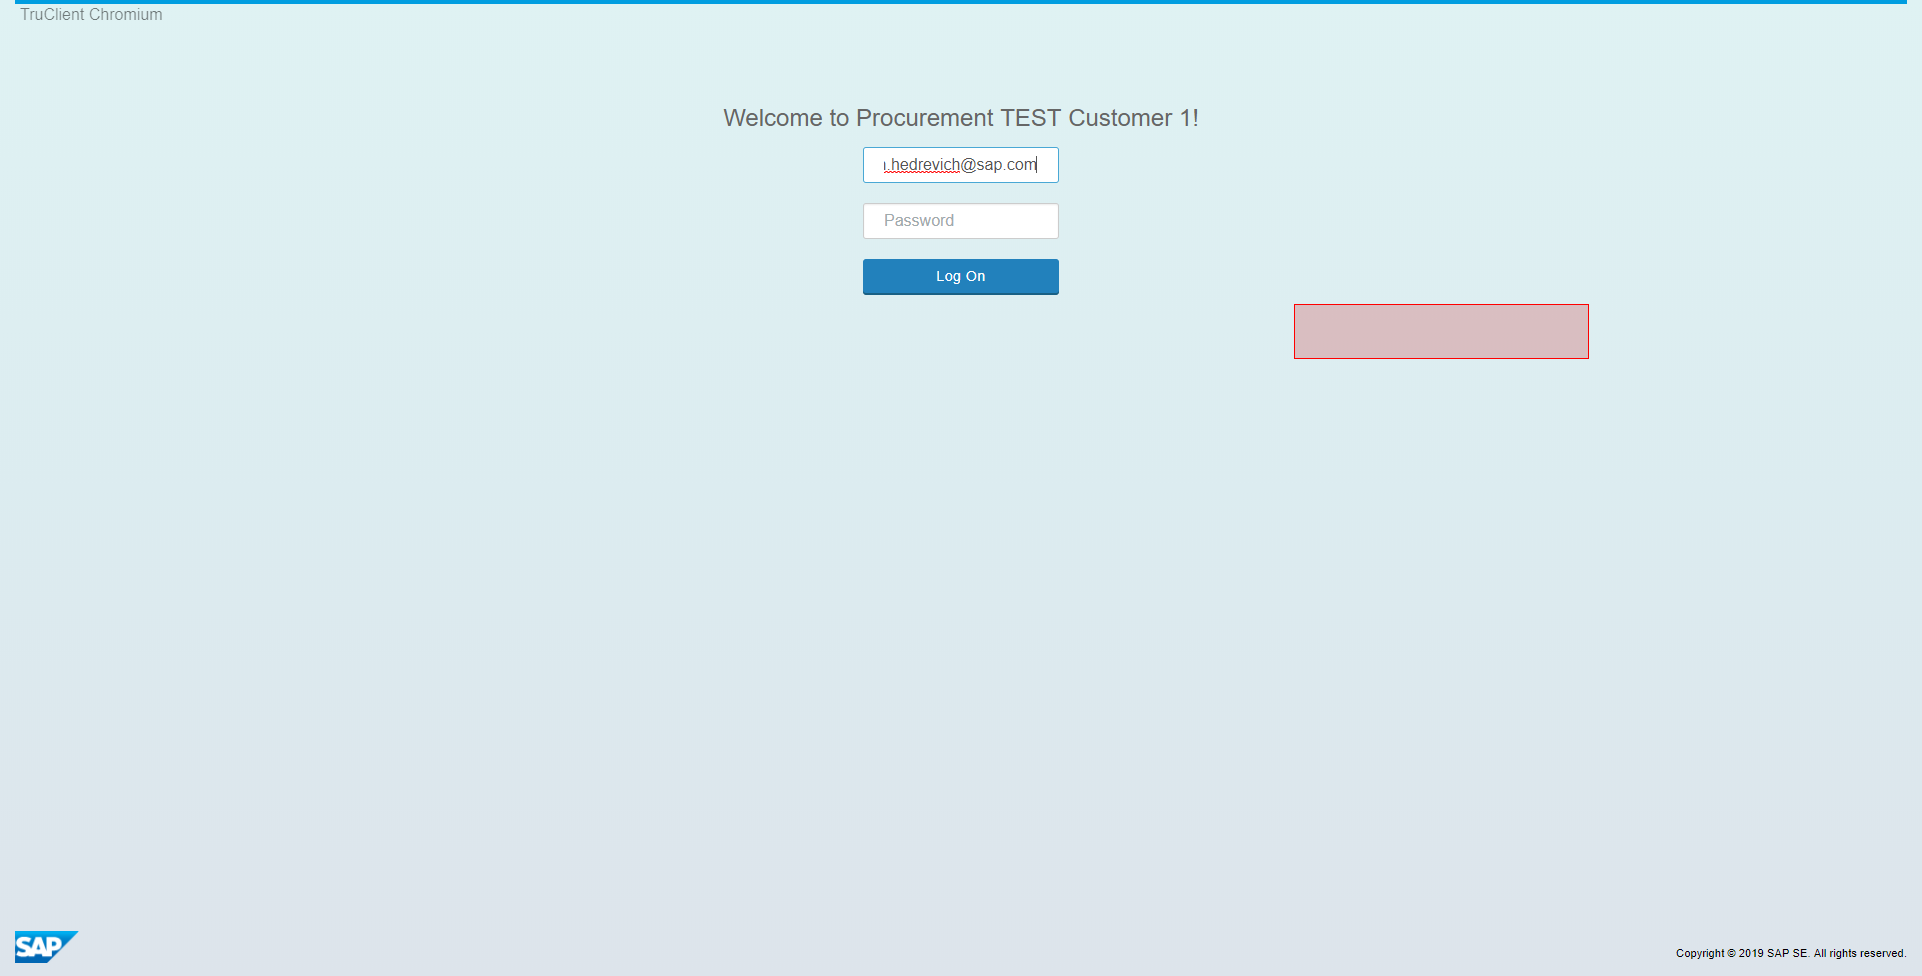 TruClient Chromium
Welcome to Procurement TEST Customer 1!
.hedrevich@sap.com
Password
Log On
SAP
Copyright © 2019 SAP SE. All rights reserved.